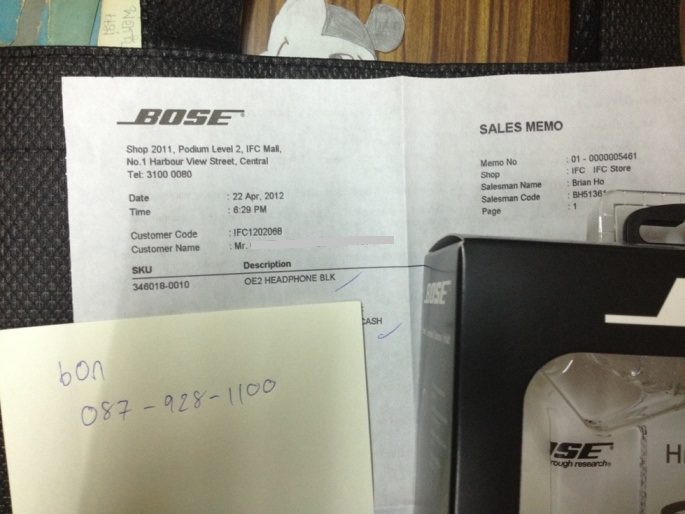 BOSE
Shop 2011, Podium Level 2, IFC Mall,
No.1 Harbour View Street, Central
Tel: 3100 0080
Date : 22 Apr, 2012
Time : 6:29 PM
Customer Code : IFC1202068
Customer Name : Mr.
SKU Description
346018-0010 OE2 HEADPHONE BLK
CASH
SALES MEMO
Memo No : 01 - 0000005461
Shop : IFC IFC Store
Salesman Name : Brian Ho
Salesman Code : BH51361
Page : 1
bon
087-928-1100
BOSE
BOSE